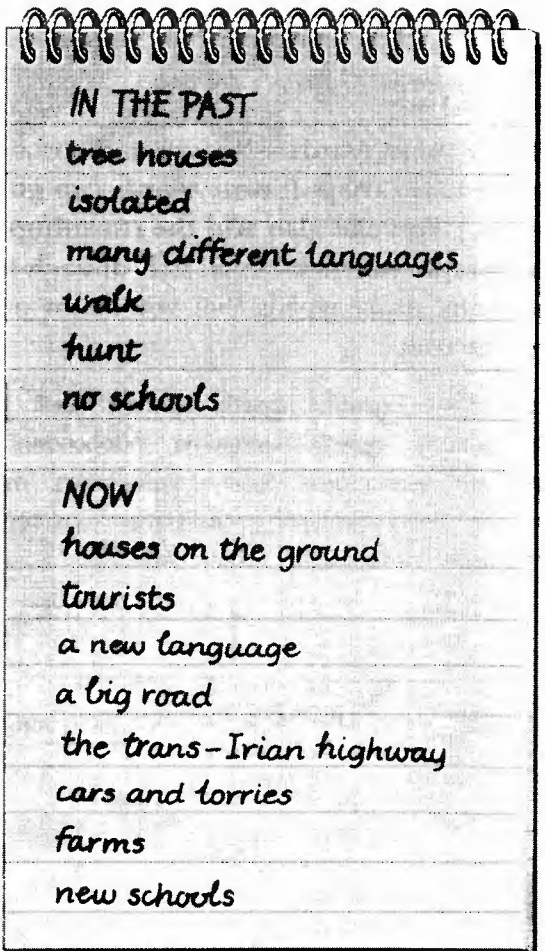 IN THE PAST
tree houses
isolated
many different languages
walk
hunt
no schools
NOW
houses on the ground
tourists
a new language
a big road
the trans-Irian highway
cars and lorries
farms
new schools